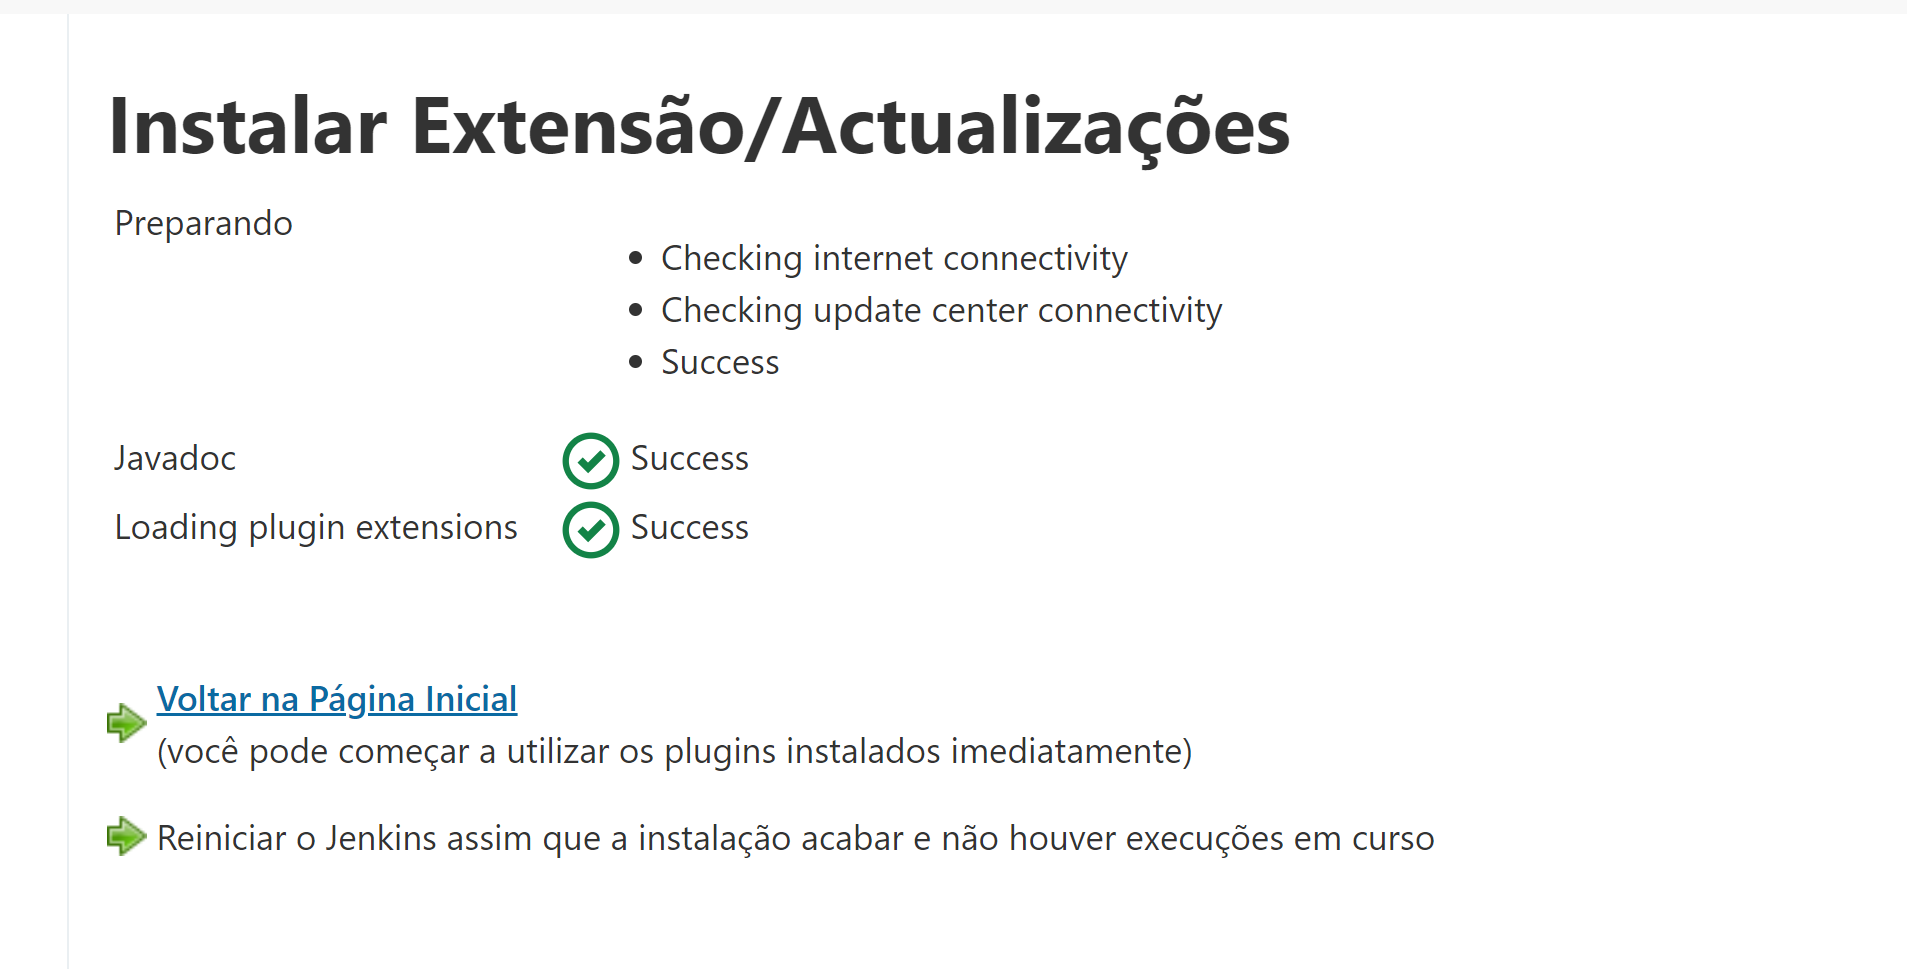 Instalar Extensão/Actualizações
Preparando
Checking internet connectivity
Checking update center connectivity
Success
Javadoc Success
Loading plugin extensions Success
Voltar na Página Inicial
(você pode começar a utilizar os plugins instalados imediatamente)
Reiniciar o Jenkins assim que a instalação acabar e não houver execuções em curso